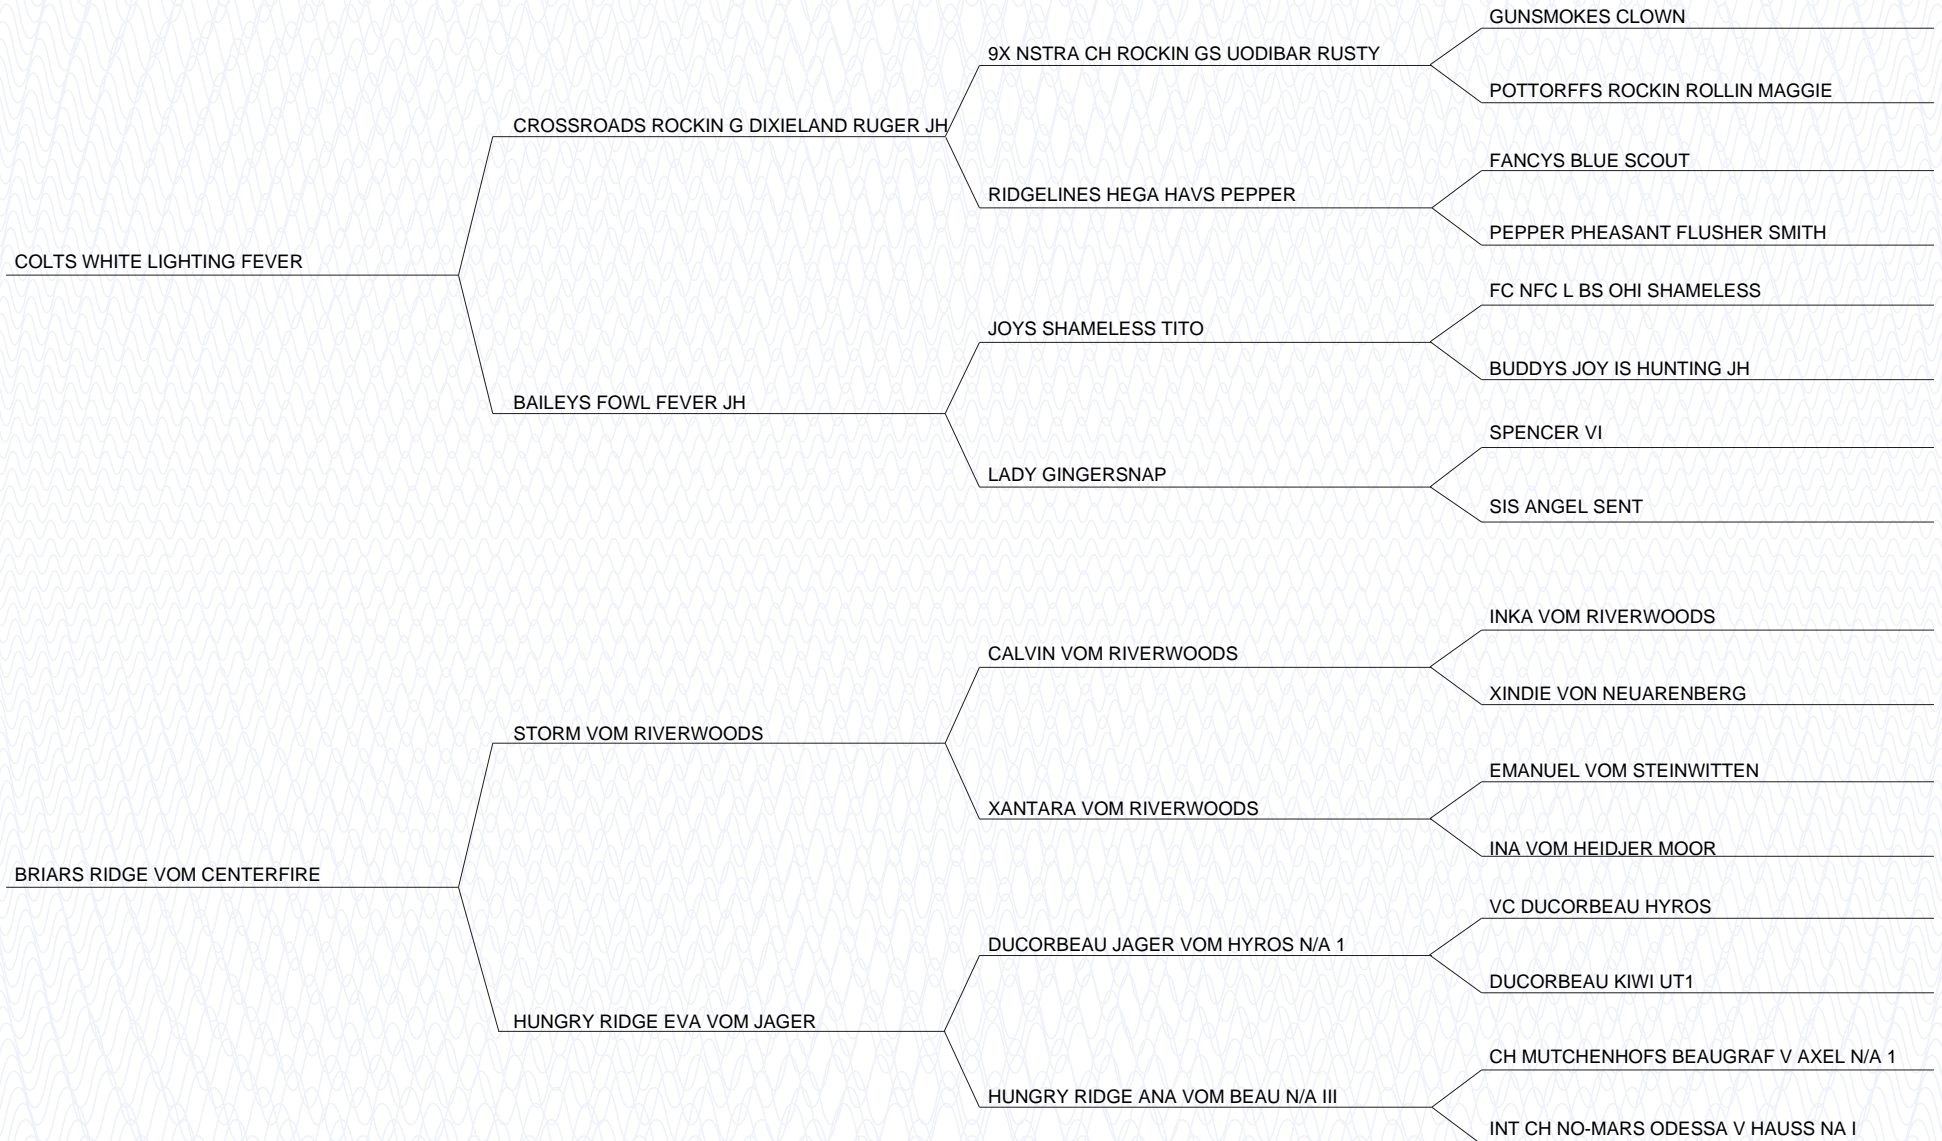 GUNSMOKES CLOWN
9X NSTRA CH ROCKIN GS UODIBAR RUSTY
POTTORFFS ROCKIN ROLLIN MAGGIE
CROSSROADS ROCKIN G DIXIELAND RUGER JH
FANCYS BLUE SCOUT
RIDGELINES HEGA HAVS PEPPER
PEPPER PHEASANT FLUSHER SMITH
COLTS WHITE LIGHTING FEVER
FC NFC L BS OHI SHAMELESS
JOYS SHAMELESS TITO
BUDDYS JOY IS HUNTING JH
BAILEYS FOWL FEVER JH
SPENCER VI
LADY GINGERSNAP
SIS ANGEL SENT
INKA VOM RIVERWOODS
CALVIN VOM RIVERWOODS
XINDIE VON NEUARENBERG
STORM VOM RIVERWOODS
EMANUEL VOM STEINWITTEN
XANTARA VOM RIVERWOODS
INA VOM HEIDJER MOOR
BRIARS RIDGE VOM CENTERFIRE
VC DUCORBEAU HYROS
DUCORBEAU JAGER VOM HYROS N/A 1
DUCORBEAU KIWI UT1
HUNGRY RIDGE EVA VOM JAGER
CH MUTCHENHOFS BEAUGRAF V AXEL N/A 1
HUNGRY RIDGE ANA VOM BEAU N/A III
INT CH NO-MARS ODESSA V HAUSS NA I